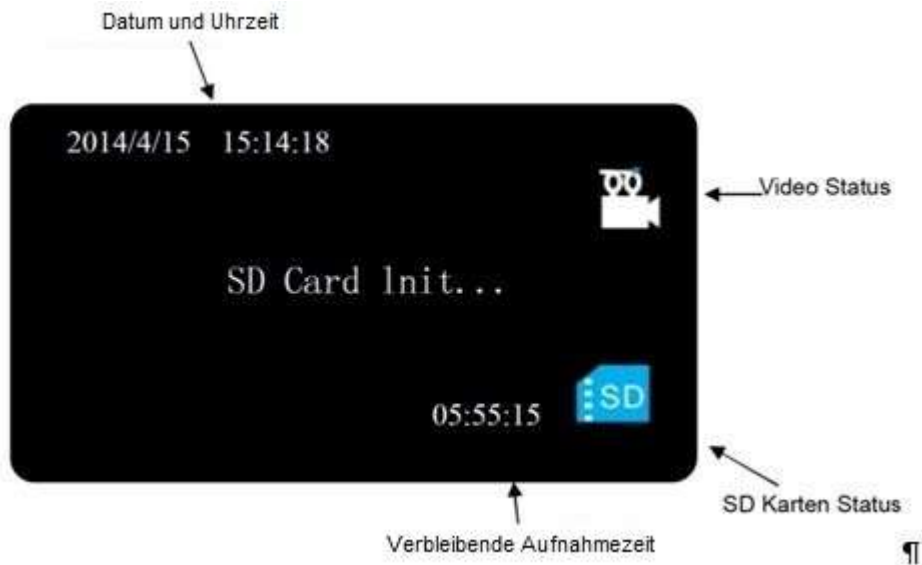 Datum und Uhrzeit
2014/4/15 15:14:18
Video Status
SD Card lnit...
SD
05:55:15
SD Karten Status
Verbleibende Aufnahmezeit
¶